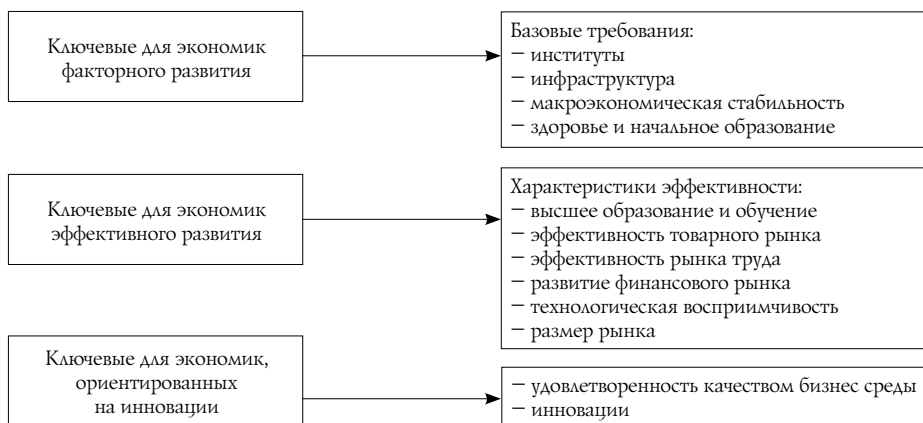 Ключевые для экономик
факторного развития
Базовые требования:
– институты
– инфраструктура
– макроэкономическая стабильность
– здоровье и начальное образование
Ключевые для экономик
эффективного развития
Характеристики эффективности:
– высшее образование и обучение
– эффективность товарного рынка
– эффективность рынка труда
– развитие финансового рынка
– технологическая восприимчивость
– размер рынка
Ключевые для экономик,
ориентированных
на инновации
– удовлетворенность качеством бизнес среды
– инновации